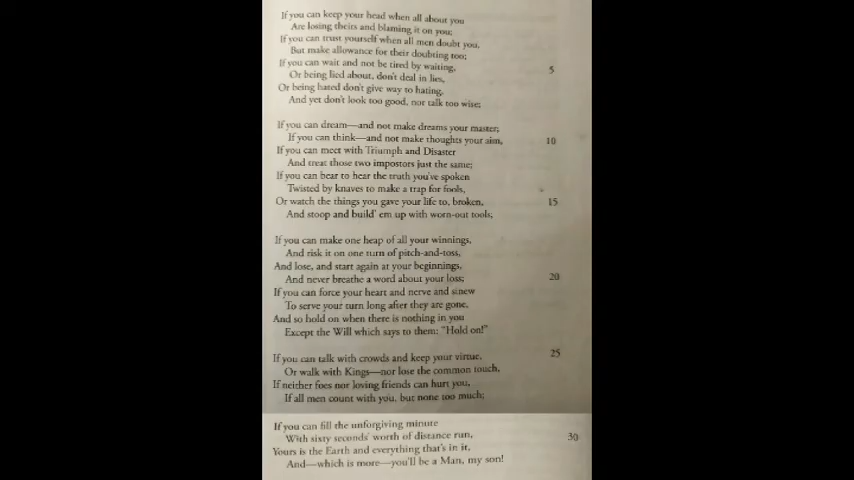 If you can keep your head when all about you
Are losing theirs and blaming it on you;
If you can trust yourself when all men doubt you,
But make allowance for their doubting too;
If you can wait and not be tired by waiting, 5
Or being lied about, don't deal in lies,
Or being hated don't give way to hating,
And yet don't look too good, nor talk too wise;
If you can dream—and not make dreams your master;
If you can think—and not make thoughts your aim, 10
If you can meet with Triumph and Disaster
And treat those two impostors just the same;
If you can bear to hear the truth you've spoken
Twisted by knaves to make a trap for fools,
Or watch the things you gave your life to, broken, 15
And stoop and build' em up with worn-out tools;
If you can make one heap of all your winnings,
And risk it on one turn of pitch-and-toss,
And lose, and start again at your beginnings,
And never breathe a word about your loss; 20
If you can force your heart and nerve and sinew
To serve your turn long after they are gone,
And so hold on when there is nothing in you
Except the Will which says to them: "Hold on!"
If you can talk with crowds and keep your virtue, 25
Or walk with Kings—nor lose the common touch,
If neither foes nor loving friends can hurt you,
If all men count with you, but none too much;
If you can fill the unforgiving minute
With sixty seconds' worth of distance run, 30
Yours is the Earth and everything that's in it,
And—which is more—you'll be a Man, my son!